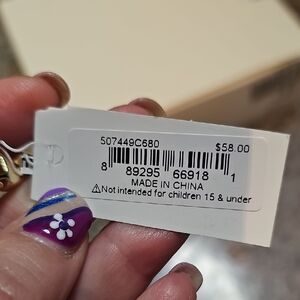 507449C680 $58.00
8 89295 66918 1
MADE IN CHINA
⚠Not intended for children 15 & under